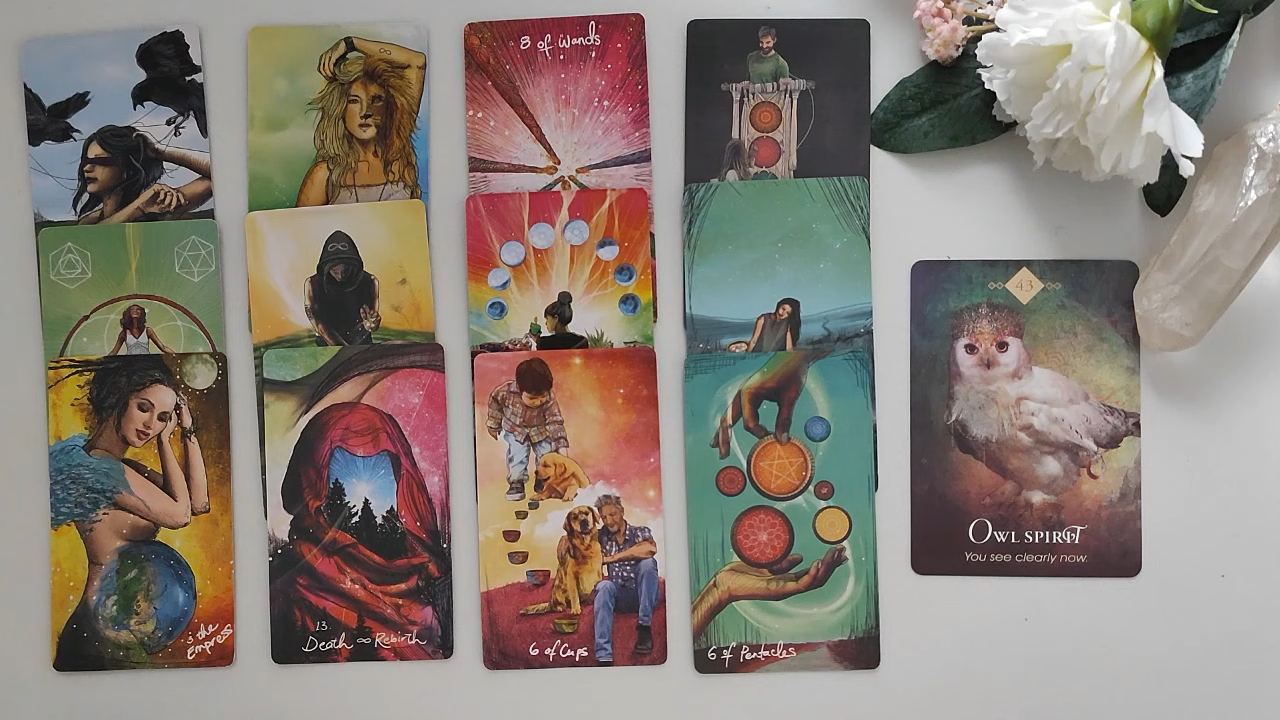 8 of Wands
3 the
Empress
13
Death ∞ Rebirth
6 of Cups
6 of Pentacles
43
OWL SPIRIT
You see clearly now.